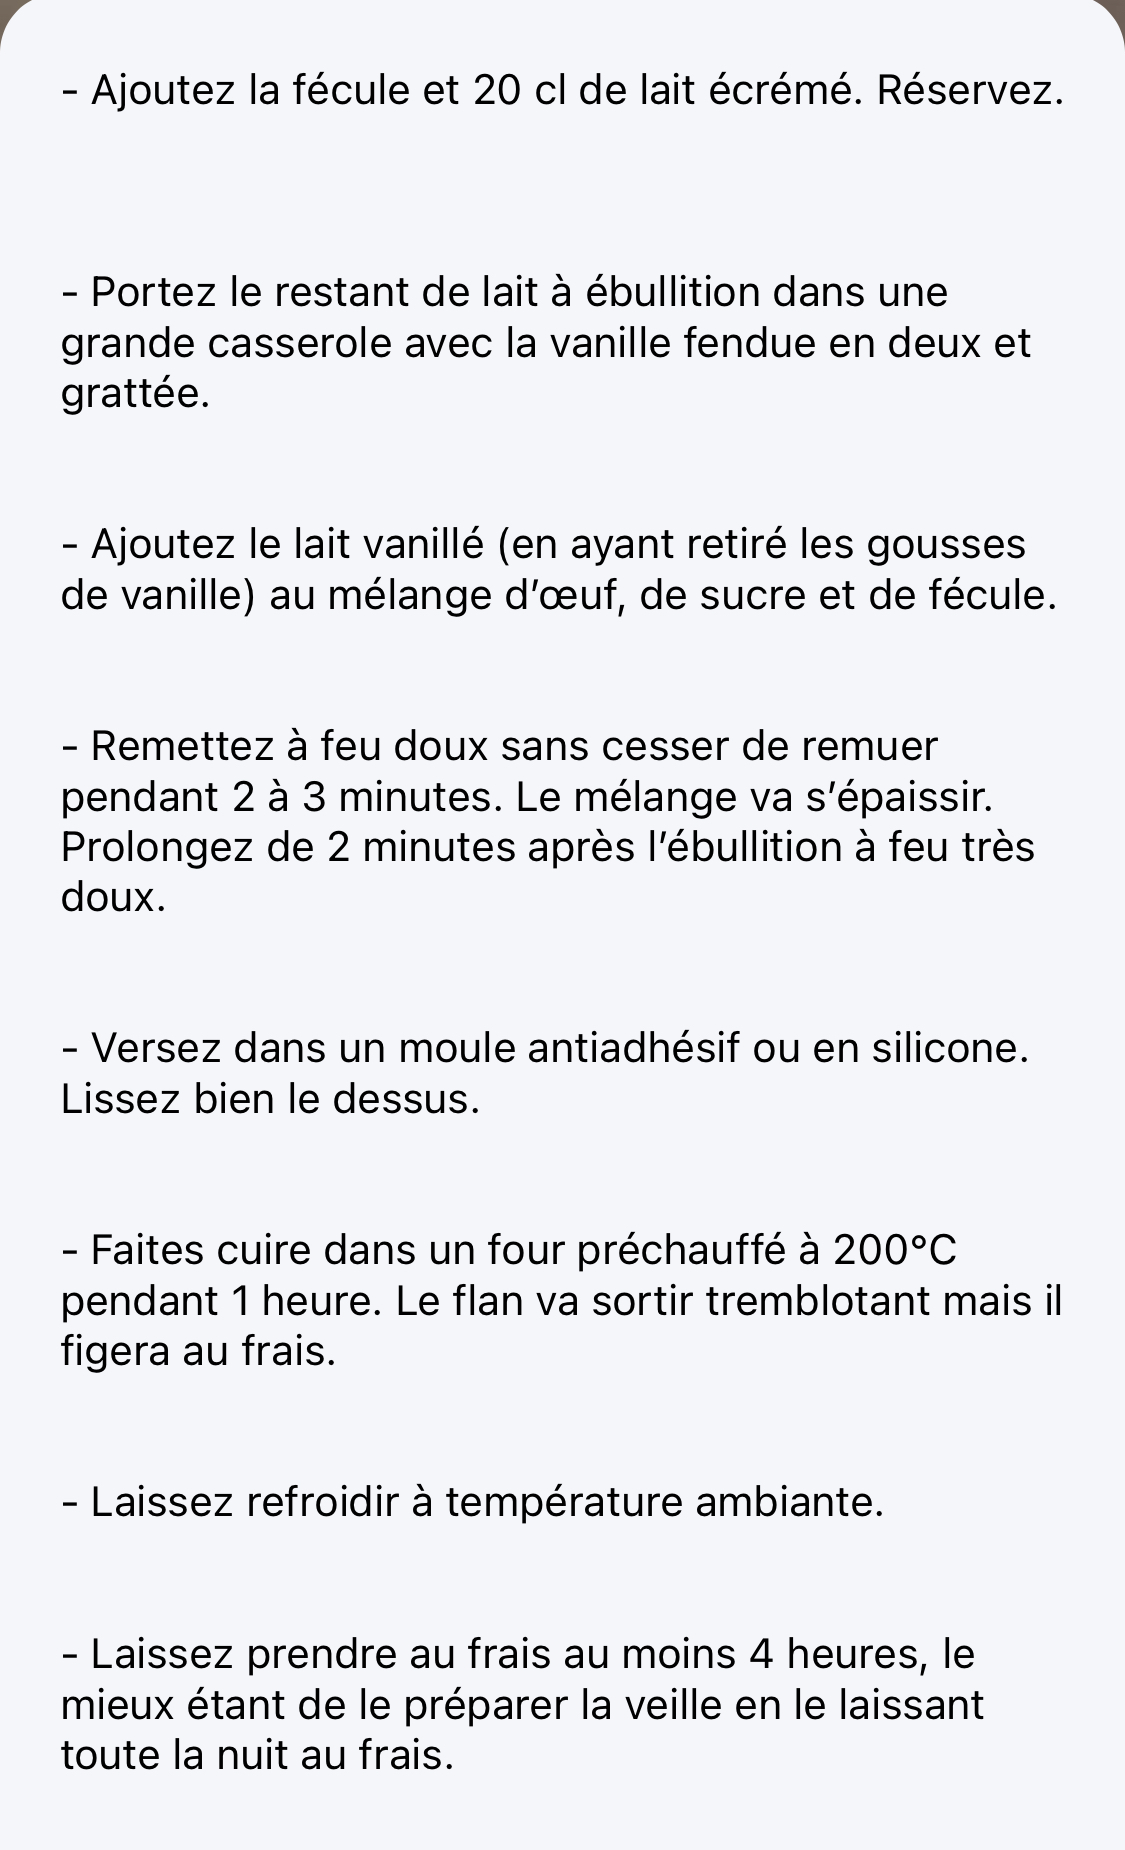 - Ajoutez la fécule et 20 cl de lait écrémé. Réservez.
- Portez le restant de lait à ébullition dans une
grande casserole avec la vanille fendue en deux et
grattée.
- Ajoutez le lait vanillé (en ayant retiré les gousses
de vanille) au mélange d’œuf, de sucre et de fécule.
- Remettez à feu doux sans cesser de remuer
pendant 2 à 3 minutes. Le mélange va s’épaissir.
Prolongez de 2 minutes après l’ébullition à feu très
doux.
- Versez dans un moule antiadhésif ou en silicone.
Lissez bien le dessus.
- Faites cuire dans un four préchauffé à 200°C
pendant 1 heure. Le flan va sortir tremblotant mais il
figera au frais.
- Laissez refroidir à température ambiante.
- Laissez prendre au frais au moins 4 heures, le
mieux étant de le préparer la veille en le laissant
toute la nuit au frais.